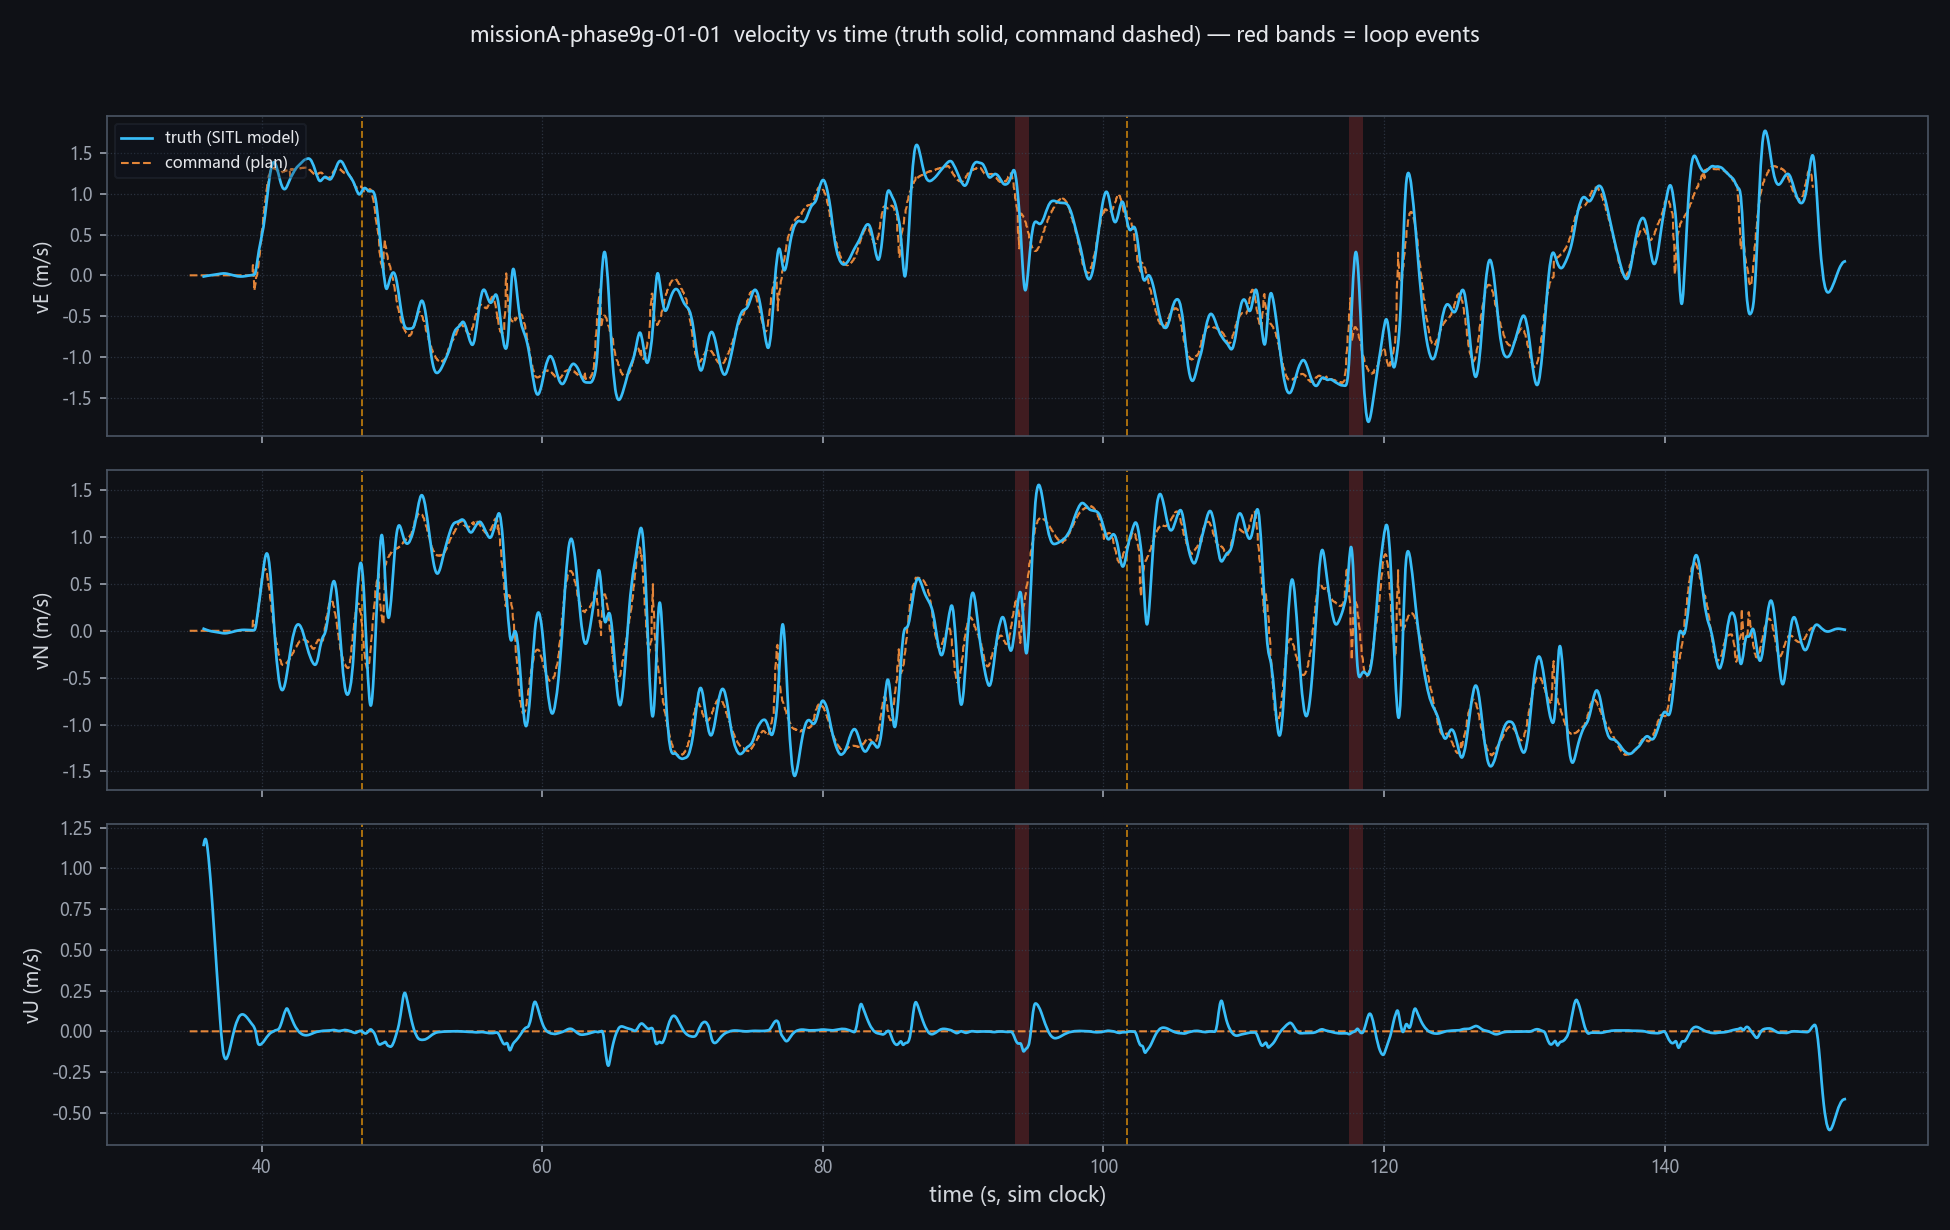 missionA-phase9g-01-01  velocity vs time (truth solid, command dashed) — red bands = loop events
truth (SITL model)
command (plan)
vE (m/s)
1.5
1.0
0.5
0.0
-0.5
-1.0
-1.5
vN (m/s)
1.5
1.0
0.5
0.0
-0.5
-1.0
-1.5
vU (m/s)
1.25
1.00
0.75
0.50
0.25
0.00
-0.25
-0.50
40 60 80 100 120 140
time (s, sim clock)